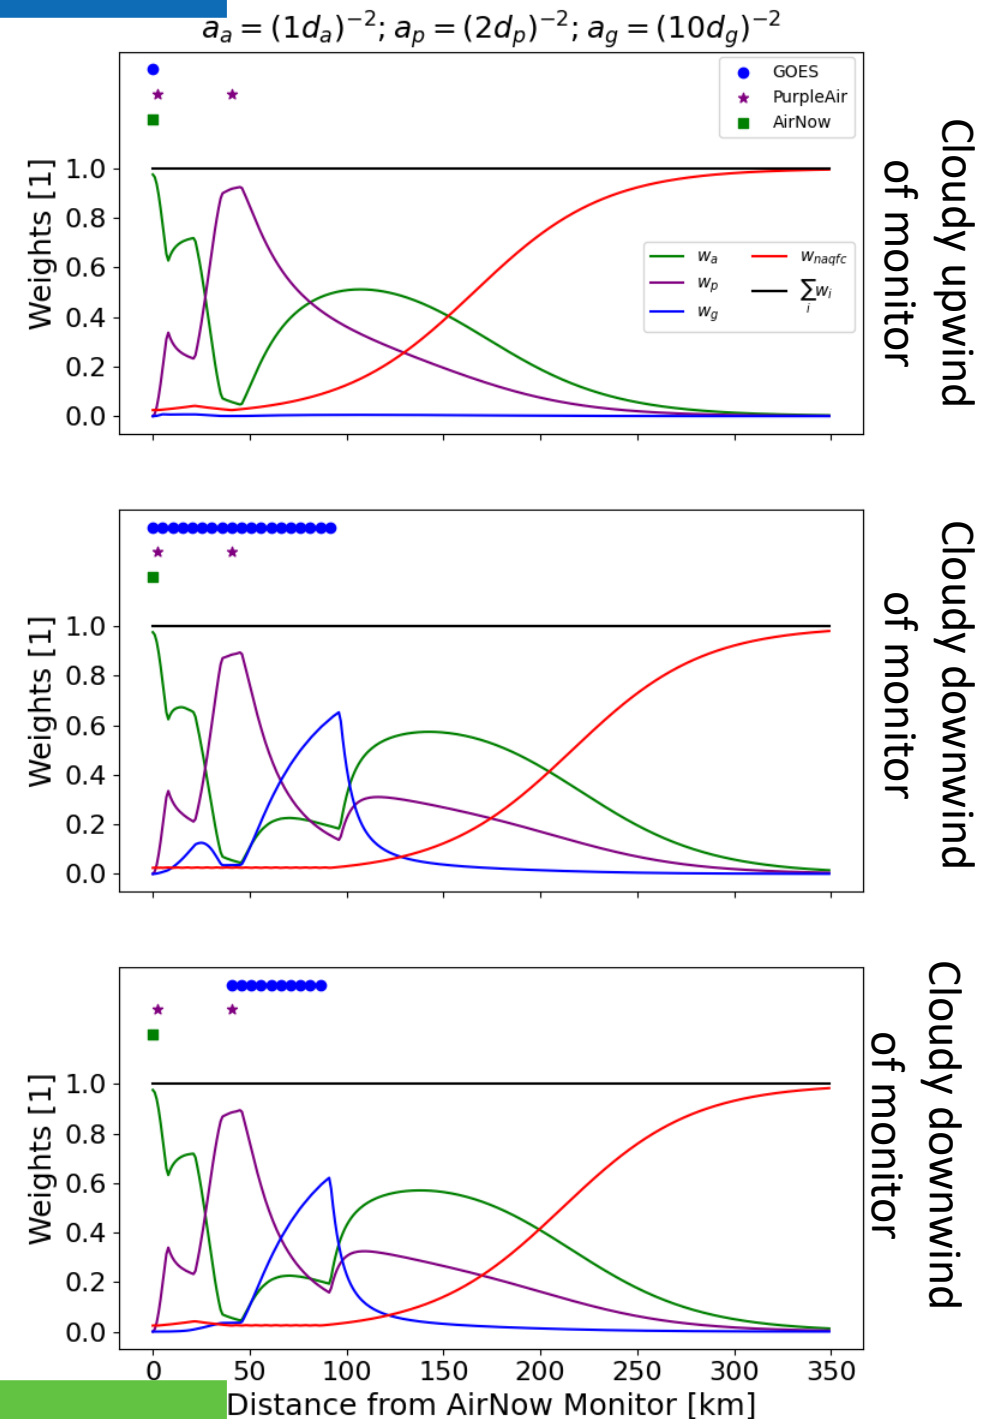 a_a = (1d_a)^{-2}; a_p = (2d_p)^{-2}; a_g = (10d_g)^{-2}
GOES
PurpleAir
AirNow
1.0
0.8
0.6
0.4
0.2
0.0
Weights [1]
w_a
w_p
w_g
w_{naqfc}
∑_i w_i
Cloudy upwind
of monitor
1.0
0.8
0.6
0.4
0.2
0.0
Weights [1]
Cloudy downwind
of monitor
1.0
0.8
0.6
0.4
0.2
0.0
Weights [1]
Cloudy downwind
of monitor
0 50 100 150 200 250 300 350
Distance from AirNow Monitor [km]